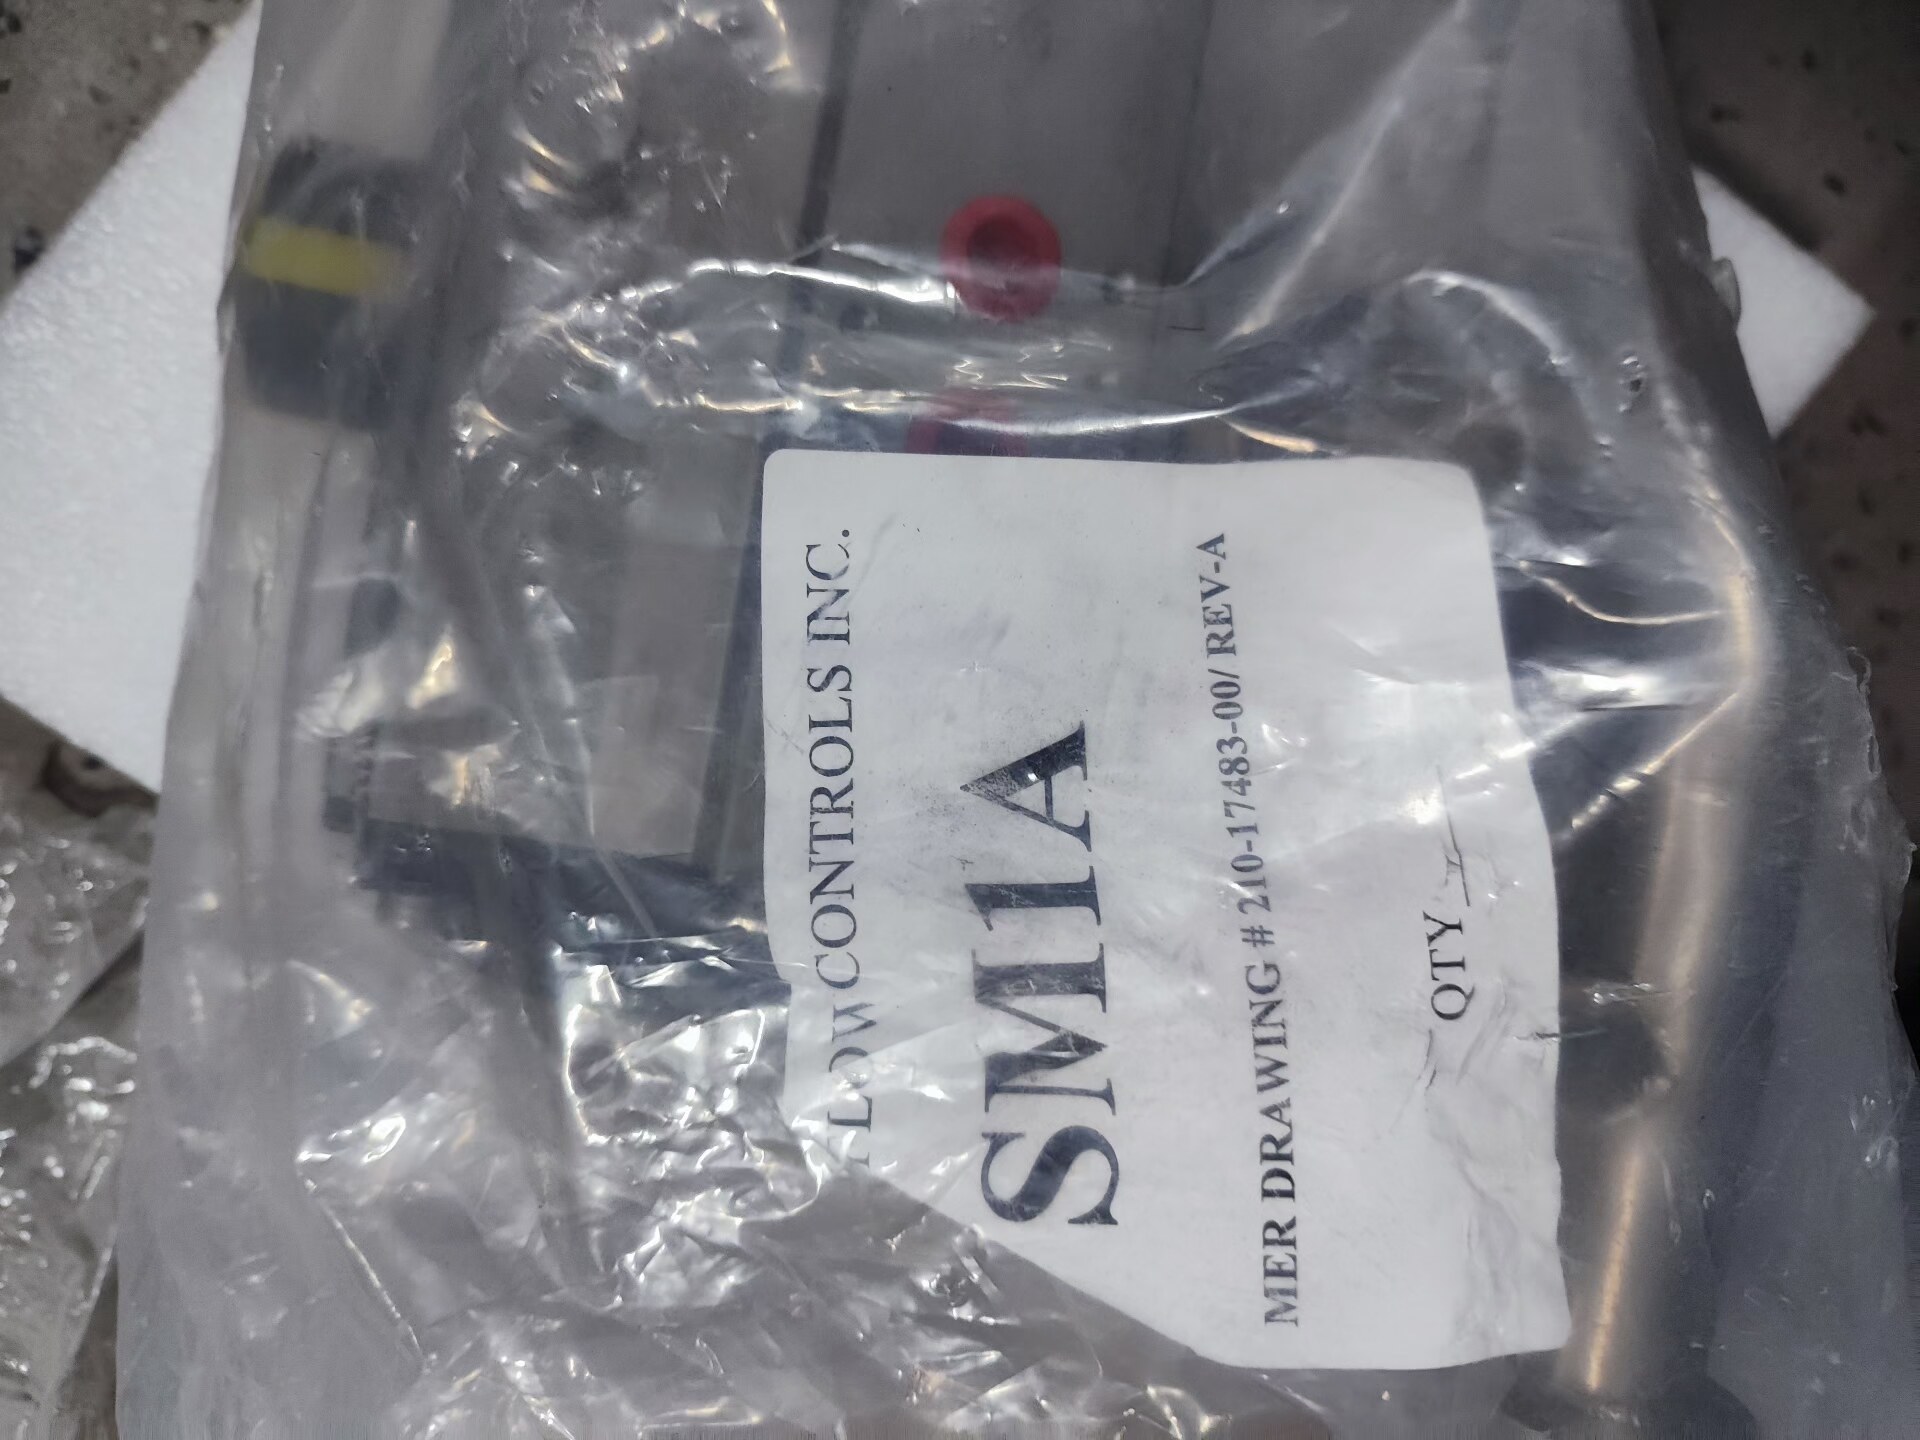 FLOW CONTROLS INC.
SM1A
MER DRAWING # 210-17483-00/ REV-A
QTY